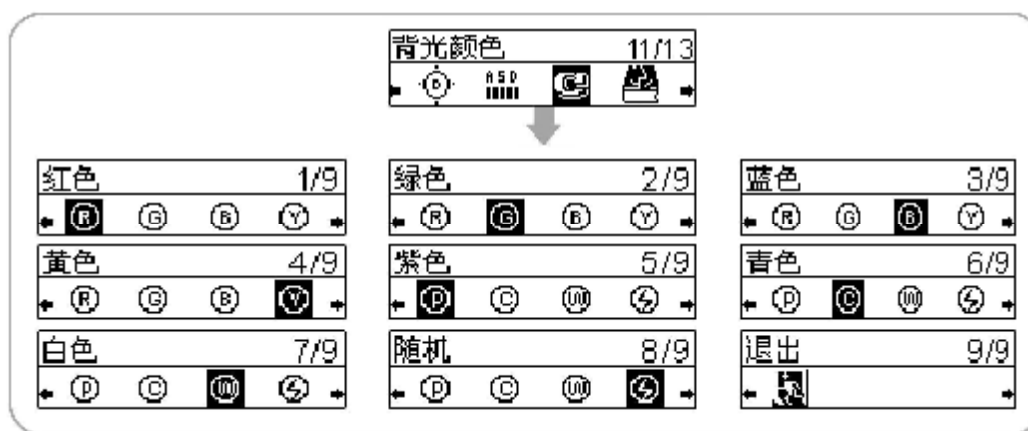 背光颜色 11/13
B ASD
红色 1/9
R G B Y
绿色 2/9
R G B Y
蓝色 3/9
R G B Y
黄色 4/9
R G B Y
紫色 5/9
P C W
青色 6/9
P C W
白色 7/9
P C W
随机 8/9
P C W
退出 9/9